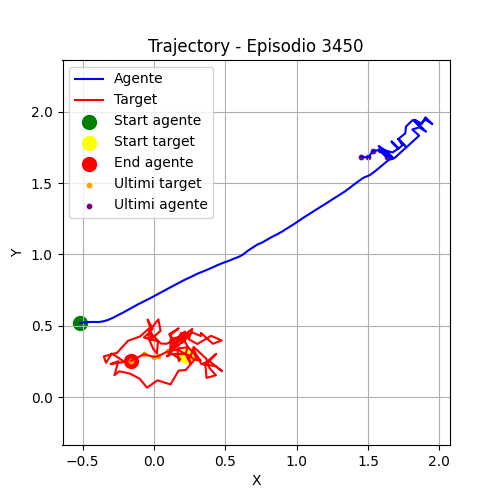 Trajectory - Episodio 3450
Agente
Target
Start agente
Start target
End agente
Ultimi target
Ultimi agente
2.0
1.5
1.0
0.5
0.0
Y
−0.5 0.0 0.5 1.0 1.5 2.0
X